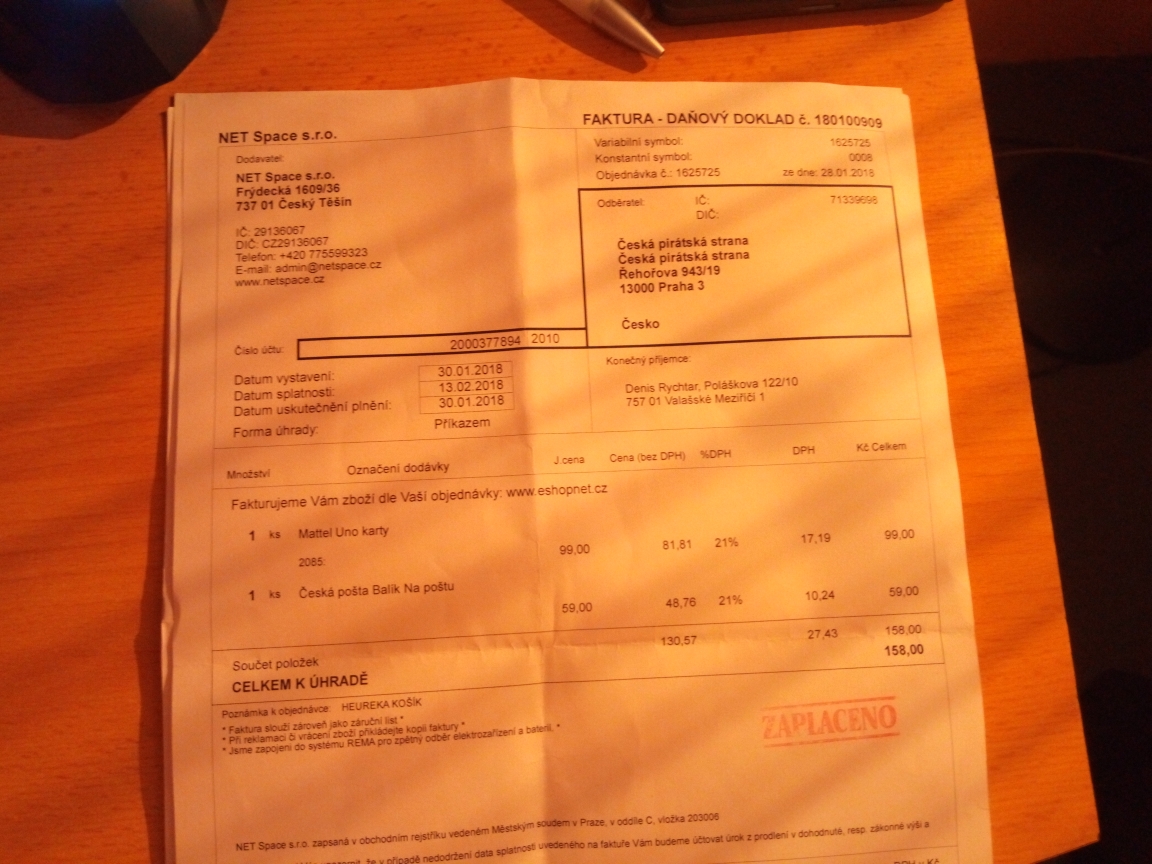 NET Space s.r.o.
FAKTURA - DAŇOVÝ DOKLAD č. 180100909
Dodavatel:
NET Space s.r.o.
Frýdecká 1609/36
737 01 Český Těšín
IČ: 29136067
DIČ: CZ29136067
Telefon: +420 775599323
E-mail: admin@netspace.cz
www.netspace.cz
Variabilní symbol: 1625725
Konstantní symbol: 0008
Objednávka č.: 1625725 ze dne: 28.01.2018
Odběratel: IČ: 71339698
DIČ:
Česká pirátská strana
Česká pirátská strana
Řehořova 943/19
13000 Praha 3
Česko
Číslo účtu: 2000377894 2010
Datum vystavení: 30.01.2018
Datum splatnosti: 13.02.2018
Datum uskutečnění plnění: 30.01.2018
Forma úhrady: Příkazem
Konečný příjemce:
Denis Rychtar, Poláškova 122/10
757 01 Valašské Meziříčí 1
Množství Označení dodávky J.cena Cena (bez DPH) %DPH DPH Kč Celkem
Fakturujeme Vám zboží dle Vaší objednávky: www.eshopnet.cz
1 ks Mattel Uno karty 99,00 81,81 21% 17,19 99,00
2085:
1 ks Česká pošta Balík Na poštu 59,00 48,76 21% 10,24 59,00
Součet položek 130,57 27,43 158,00
CELKEM K ÚHRADĚ 158,00
Poznámka k objednávce: HEUREKA KOŠÍK
* Faktura slouží zároveň jako záruční list *
* Při reklamaci či vrácení zboží přikládejte kopii faktury *
* Jsme zapojeni do systému REMA pro zpětný odběr elektrozařízení a baterií. *
ZAPLACENO
NET Space s.r.o. zapsaná v obchodním rejstříku vedeném Městským soudem v Praze, v oddíle C, vložka 203006
že v případě nedodržení data splatnosti uvedeného na faktuře Vám budeme účtovat úrok z prodlení v dohodnuté, resp. zákonné výši a
DPH v Kč